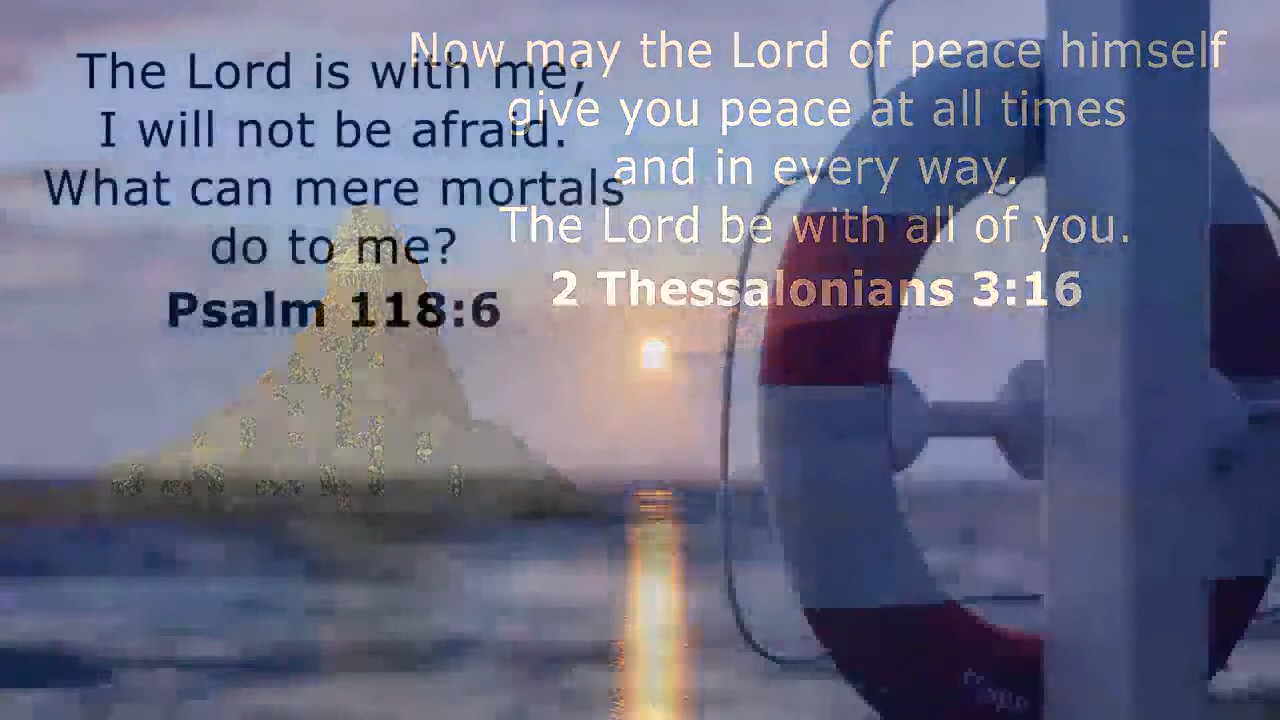 The Lord is with me;
I will not be afraid.
What can mere mortals
do to me?
Psalm 118:6
Now may the Lord of peace himself
give you peace at all times
and in every way.
The Lord be with all of you.
2 Thessalonians 3:16